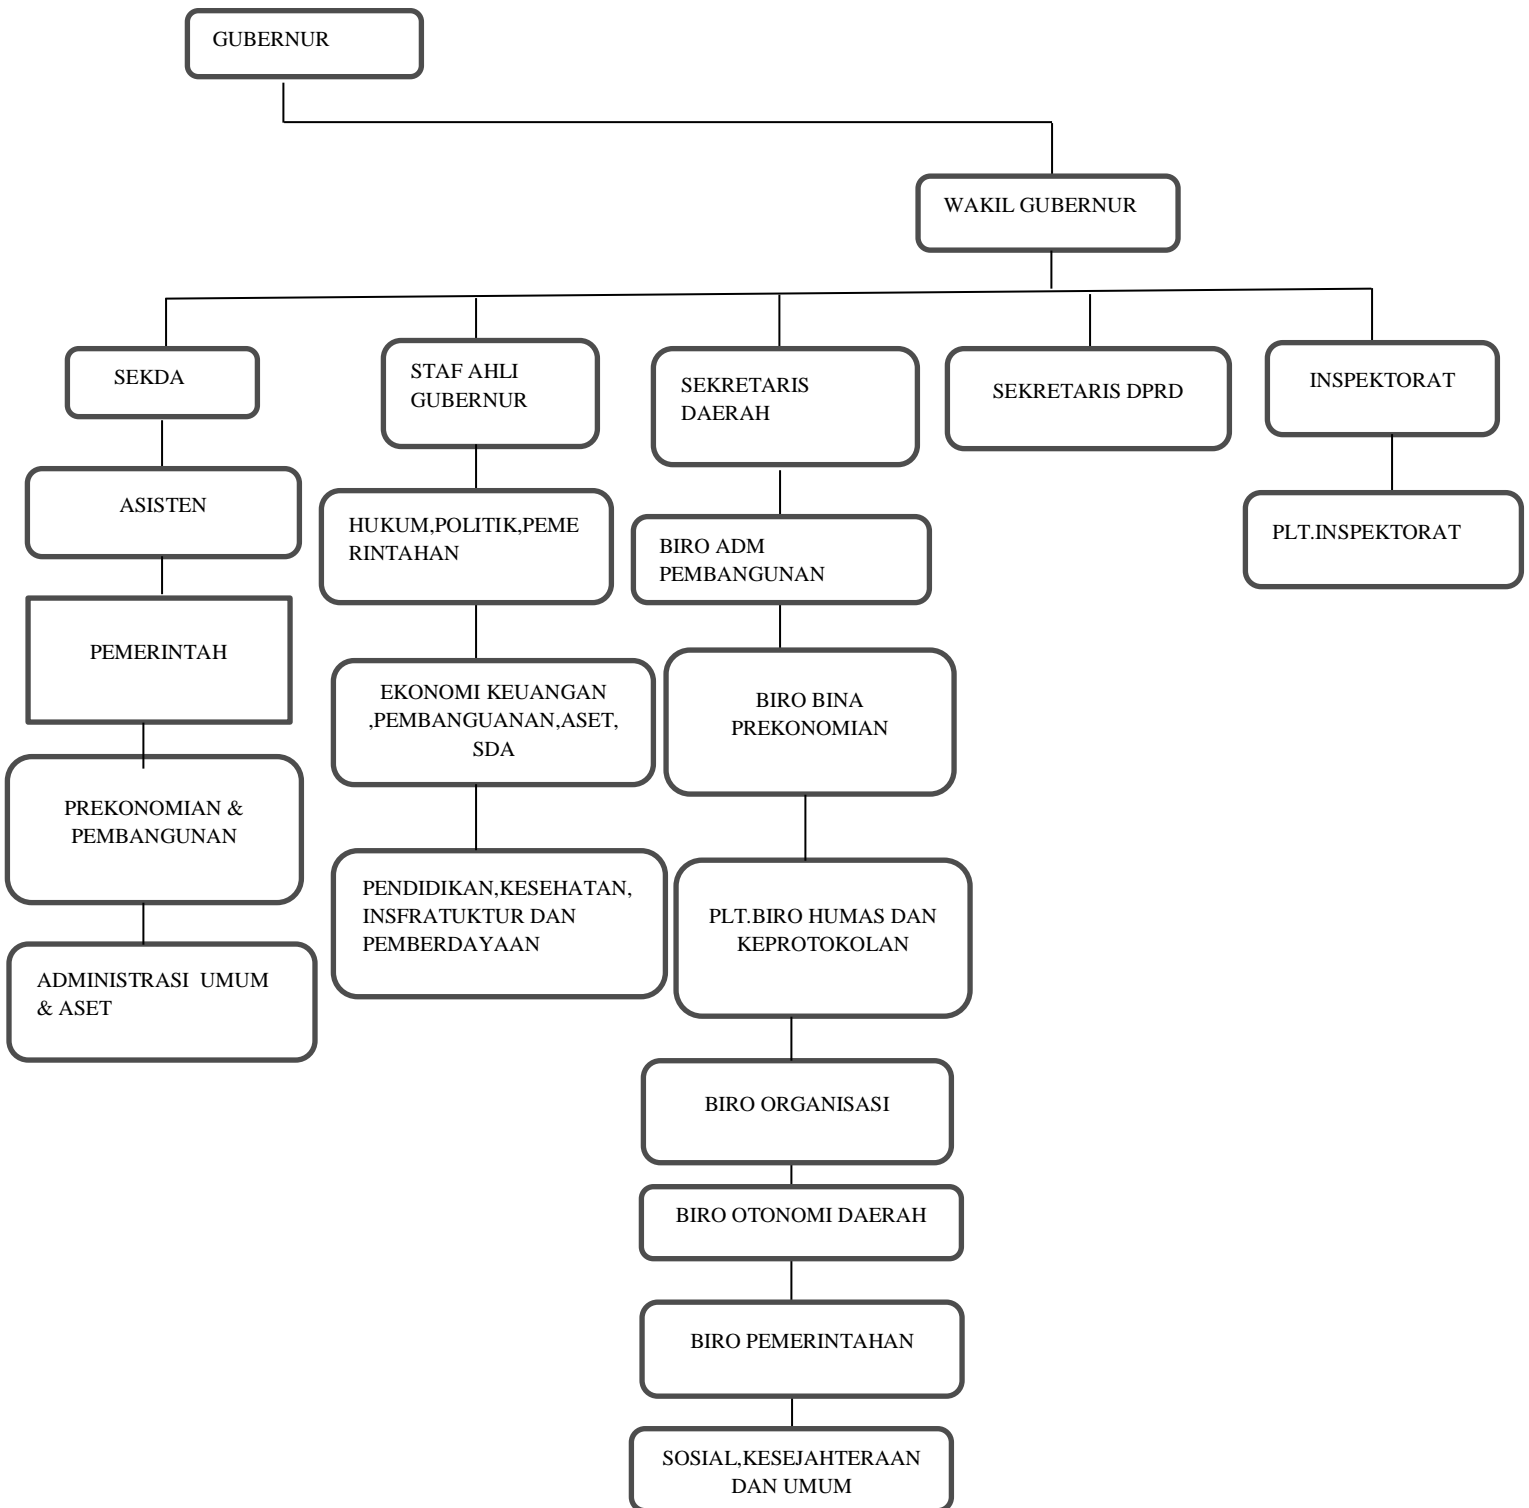 GUBERNUR
WAKIL GUBERNUR
SEKDA
STAF AHLI
GUBERNUR
SEKRETARIS
DAERAH
SEKRETARIS DPRD
INSPEKTORAT
ASISTEN
HUKUM,POLITIK,PEME
RINTAHAN
BIRO ADM
PEMBANGUNAN
PLT.INSPEKTORAT
PEMERINTAH
EKONOMI KEUANGAN
,PEMBANGUANAN,ASET,
SDA
BIRO BINA
PREKONOMIAN
PREKONOMIAN &
PEMBANGUNAN
PENDIDIKAN,KESEHATAN,
INSFRATUKTUR DAN
PEMBERDAYAAN
PLT.BIRO HUMAS DAN
KEPROTOKOLAN
ADMINISTRASI  UMUM
& ASET
BIRO ORGANISASI
BIRO OTONOMI DAERAH
BIRO PEMERINTAHAN
SOSIAL,KESEJAHTERAAN
DAN UMUM